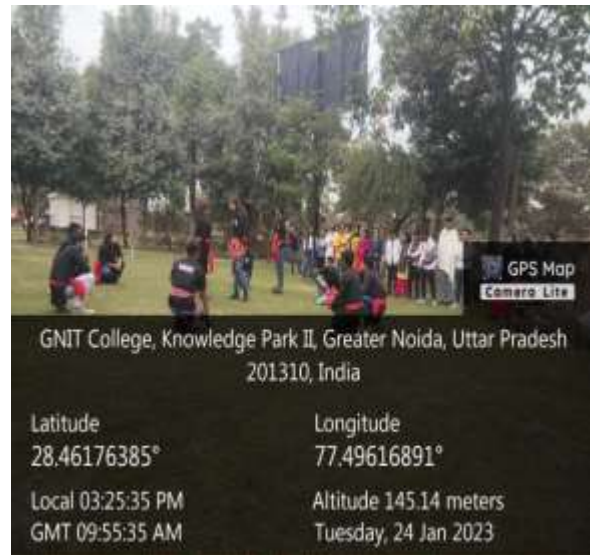 GPS Map
Camera Lite
GNIT College, Knowledge Park II, Greater Noida, Uttar Pradesh
201310, India
Latitude
28.46176385°
Longitude
77.49616891°
Local 03:25:35 PM
GMT 09:55:35 AM
Altitude 145.14 meters
Tuesday, 24 Jan 2023